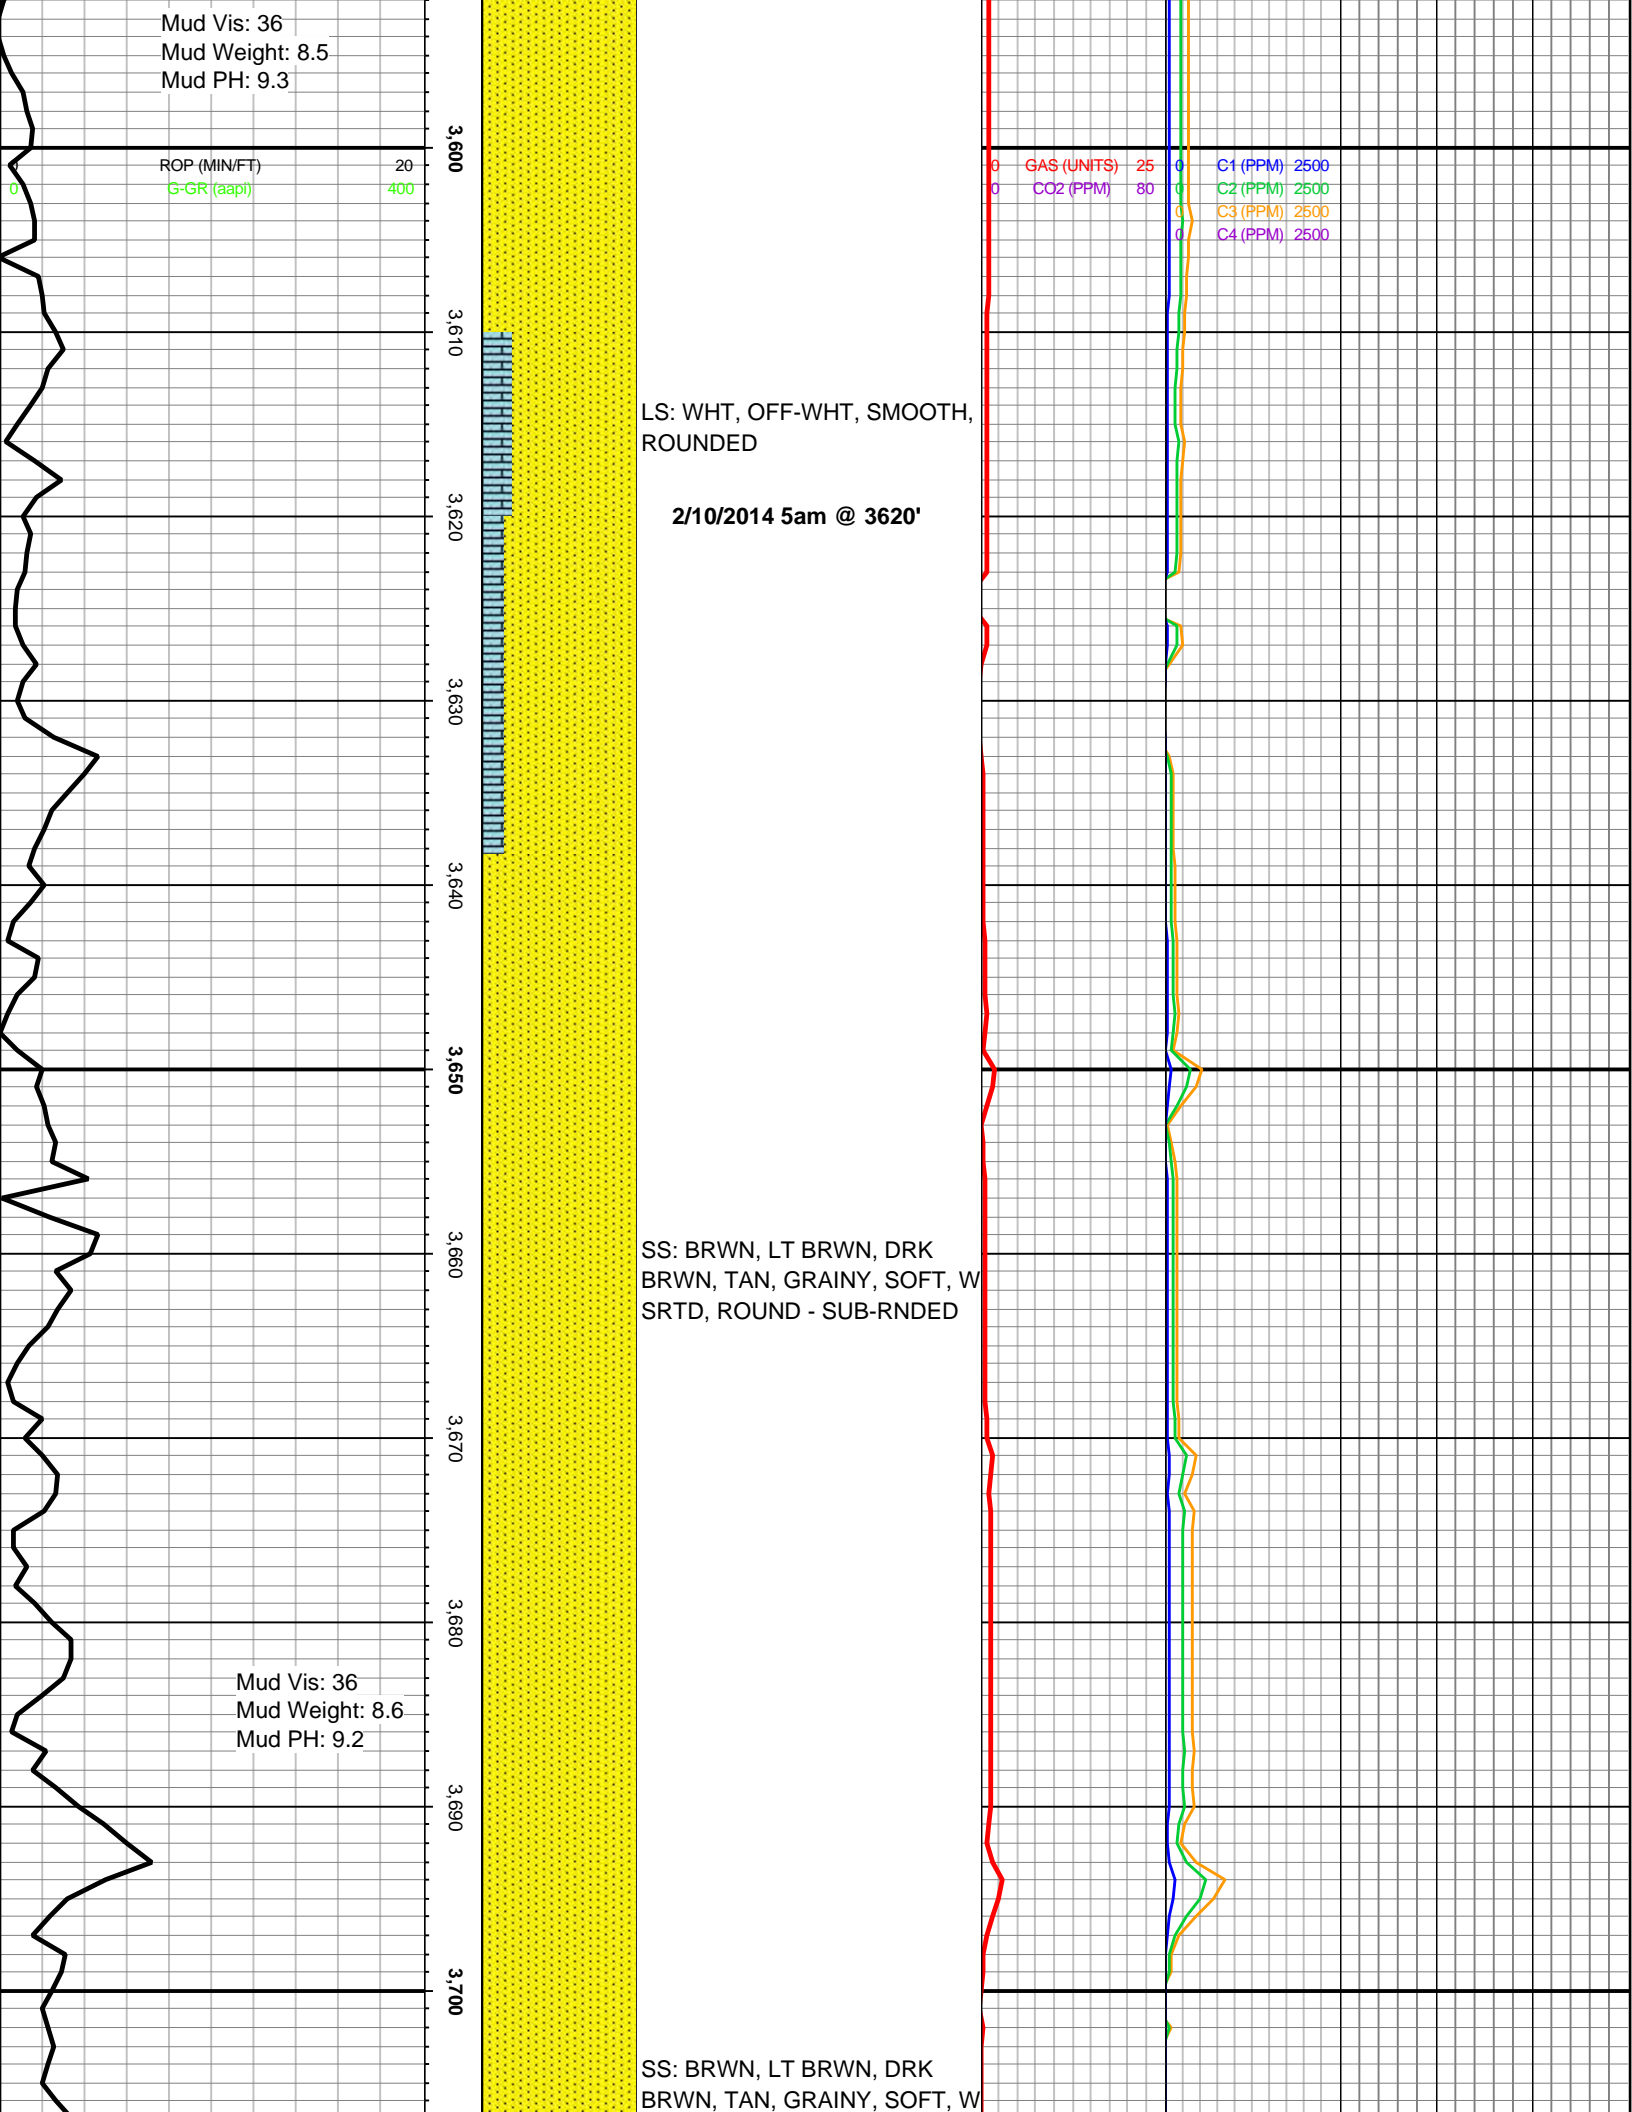 Mud Vis: 36
Mud Weight: 8.5
Mud PH: 9.3
3,600
0 ROP (MIN/FT) 20
0 G-GR (aapi) 400
0 GAS (UNITS) 25
0 CO2 (PPM) 80
0 C1 (PPM) 2500
0 C2 (PPM) 2500
0 C3 (PPM) 2500
0 C4 (PPM) 2500
3,610
LS: WHT, OFF-WHT, SMOOTH,
ROUNDED
3,620
2/10/2014 5am @ 3620'
3,630
3,640
3,650
3,660
SS: BRWN, LT BRWN, DRK
BRWN, TAN, GRAINY, SOFT, W
SRTD, ROUND - SUB-RNDED
3,670
3,680
Mud Vis: 36
Mud Weight: 8.6
Mud PH: 9.2
3,690
3,700
SS: BRWN, LT BRWN, DRK
BRWN, TAN, GRAINY, SOFT, W